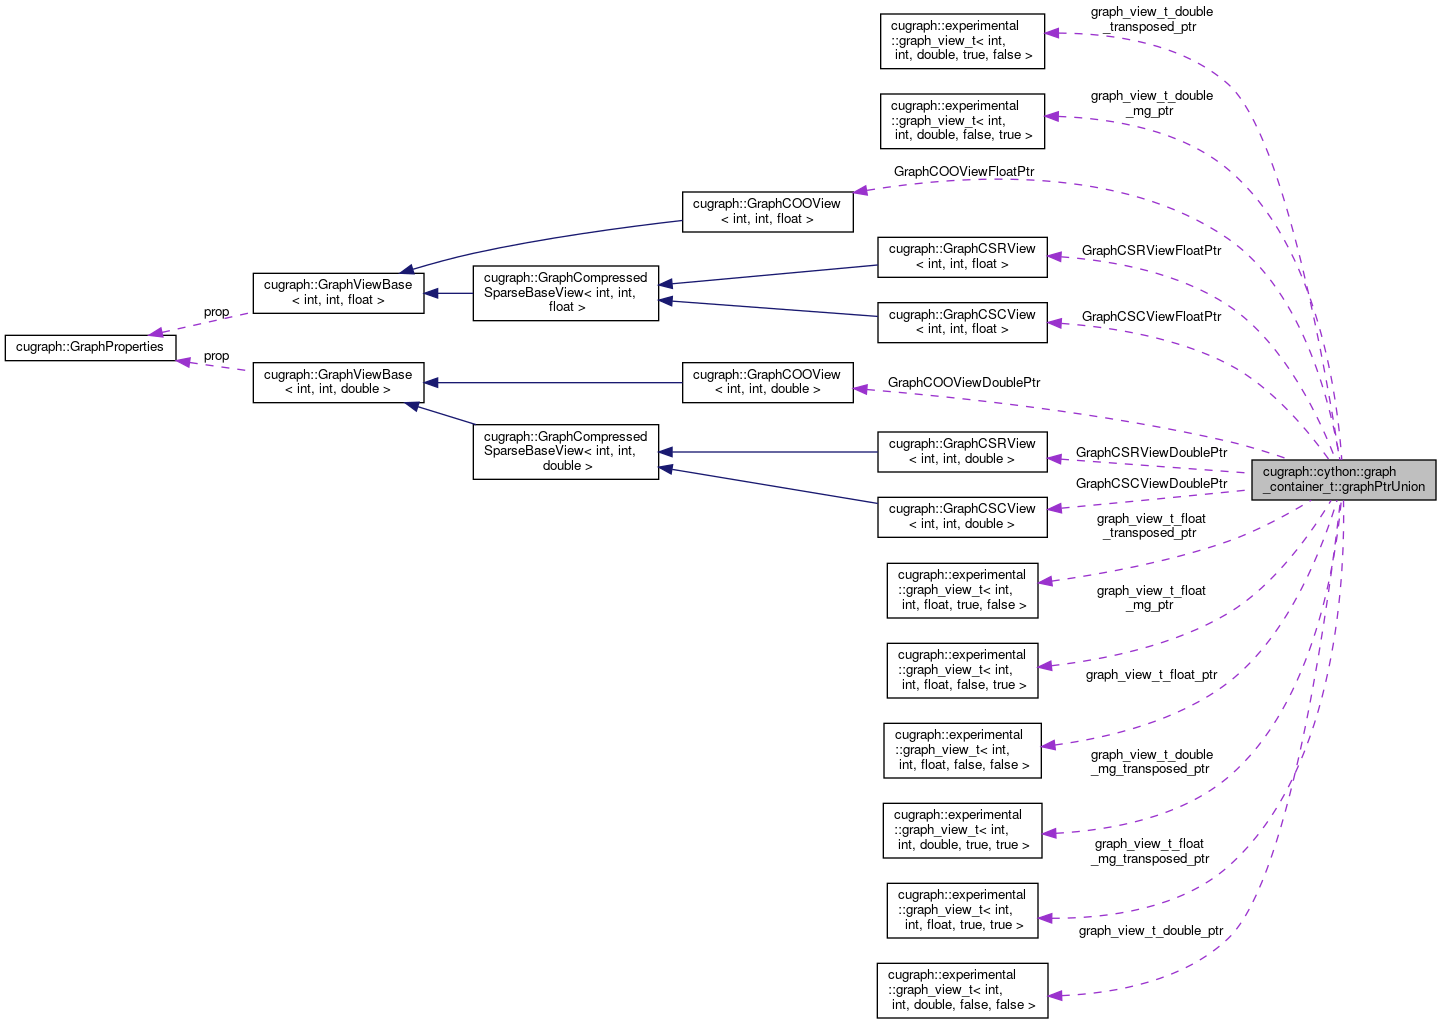 graph_view_t_double
_transposed_ptr
cugraph::experimental
::graph_view_t< int,
int, double, true, false >
graph_view_t_double
_mg_ptr
cugraph::experimental
::graph_view_t< int,
int, double, false, true >
GraphCOOViewFloatPtr
cugraph::GraphCOOView
< int, int, float >
GraphCSRViewFloatPtr
cugraph::GraphCSRView
< int, int, float >
cugraph::GraphViewBase
< int, int, float >
cugraph::GraphCompressed
SparseBaseView< int, int,
float >
GraphCSCViewFloatPtr
cugraph::GraphCSCView
< int, int, float >
prop
cugraph::GraphProperties
prop
cugraph::GraphViewBase
< int, int, double >
cugraph::GraphCOOView
< int, int, double >
GraphCOOViewDoublePtr
cugraph::GraphCompressed
SparseBaseView< int, int,
double >
cugraph::GraphCSRView
< int, int, double >
GraphCSRViewDoublePtr
cugraph::cython::graph
_container_t::graphPtrUnion
GraphCSCViewDoublePtr
cugraph::GraphCSCView
< int, int, double >
graph_view_t_float
_transposed_ptr
cugraph::experimental
::graph_view_t< int,
int, float, true, false >
graph_view_t_float
_mg_ptr
cugraph::experimental
::graph_view_t< int,
int, float, false, true >
graph_view_t_float_ptr
cugraph::experimental
::graph_view_t< int,
int, float, false, false >
graph_view_t_double
_mg_transposed_ptr
cugraph::experimental
::graph_view_t< int,
int, double, true, true >
graph_view_t_float
_mg_transposed_ptr
cugraph::experimental
::graph_view_t< int,
int, float, true, true >
graph_view_t_double_ptr
cugraph::experimental
::graph_view_t< int,
int, double, false, false >